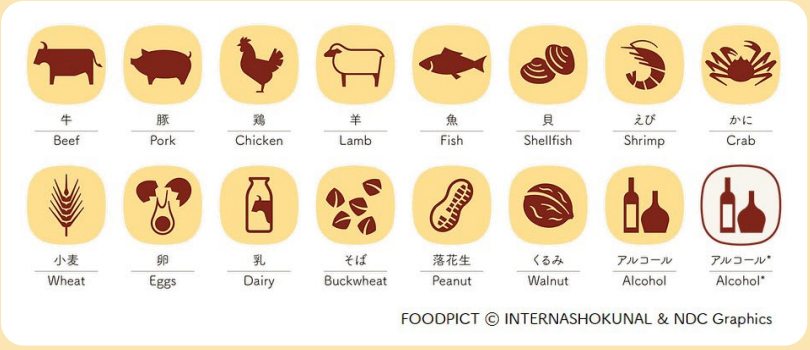 牛 豚 鶏 羊 魚 貝 えび かに
Beef Pork Chicken Lamb Fish Shellfish Shrimp Crab
小麦 卵 乳 そば 落花生 くるみ アルコール アルコール*
Wheat Eggs Dairy Buckwheat Peanut Walnut Alcohol Alcohol*
FOODPICT © INTERNASHOKUNAL & NDC Graphics